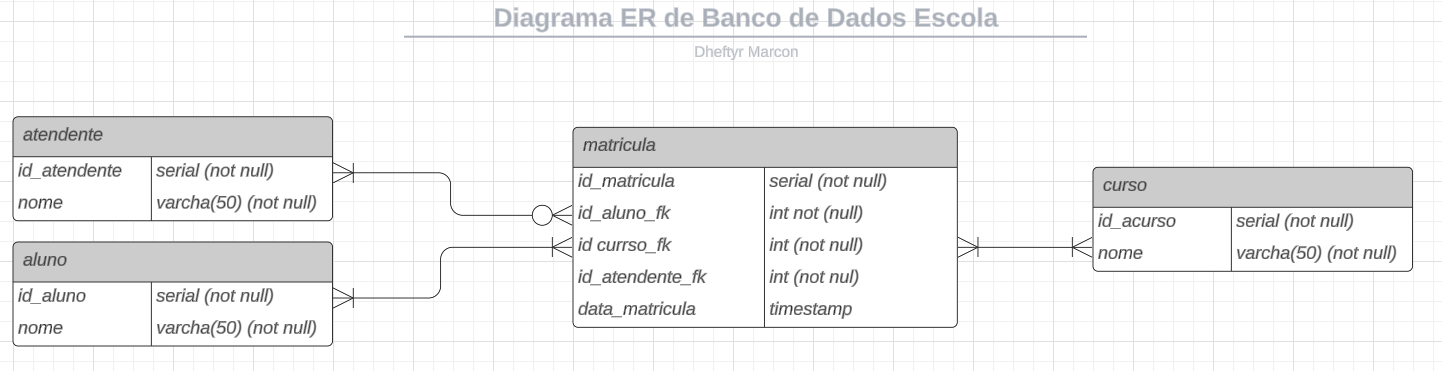 Diagrama ER de Banco de Dados Escola
Dheftyr Marcon
atendente
id_atendente serial (not null)
nome varcha(50) (not null)
aluno
id_aluno serial (not null)
nome varcha(50) (not null)
matricula
id_matricula serial (not null)
id_aluno_fk int not (null)
id currso_fk int (not null)
id_atendente_fk int (not nul)
data_matricula timestamp
curso
id_acurso serial (not null)
nome varcha(50) (not null)